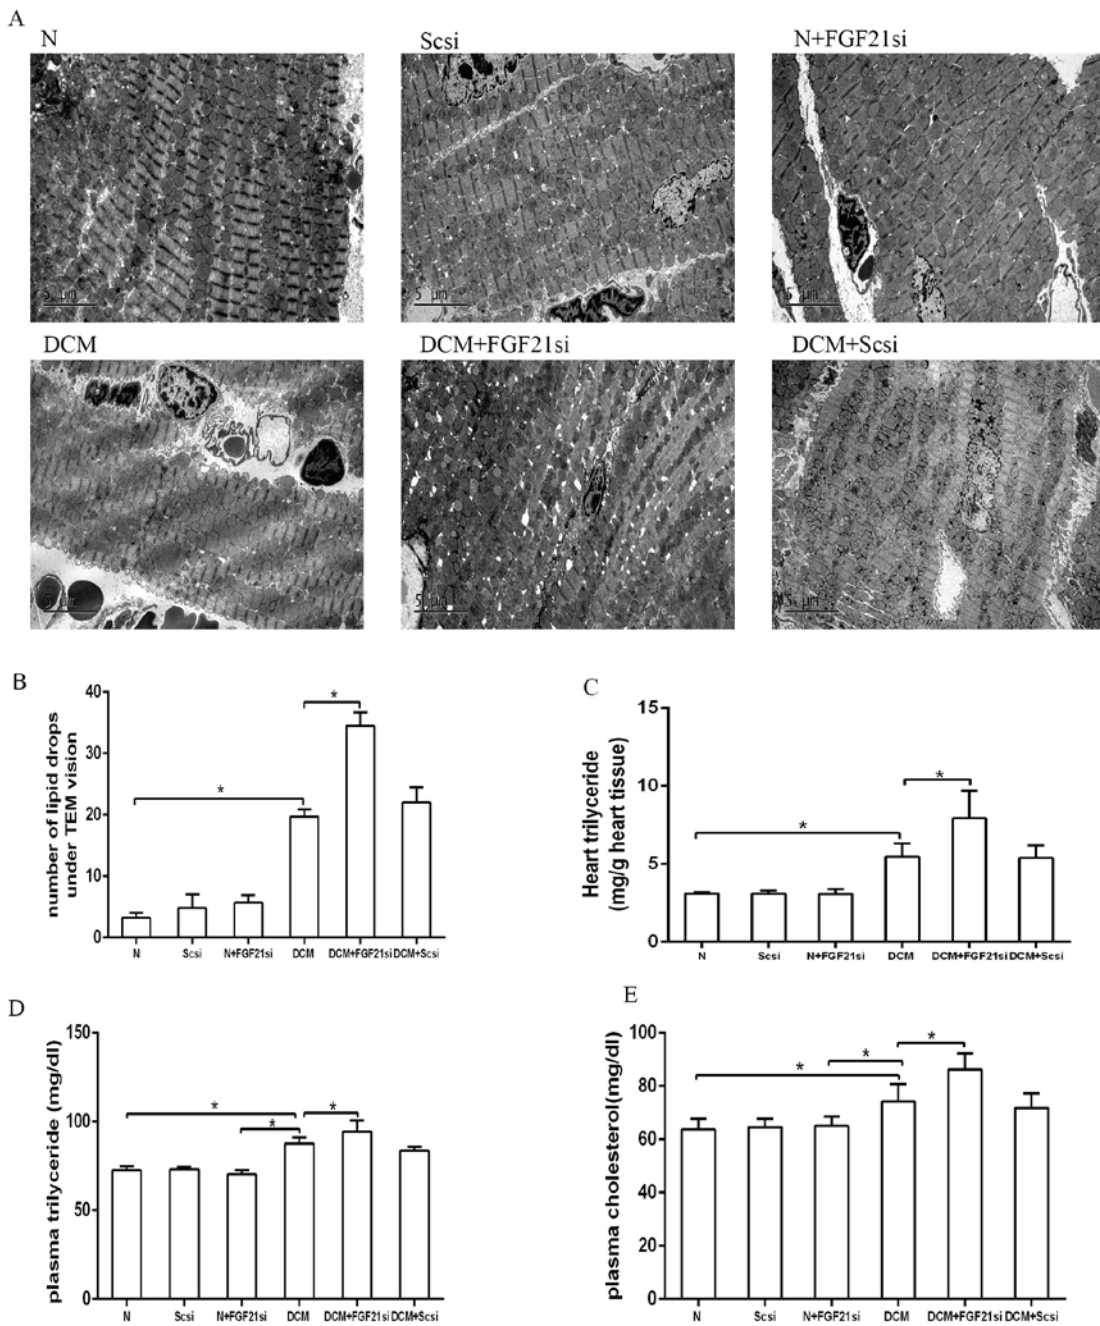 A
N
Scsi
N+FGF21si
5 μm
5 μm
5 μm
DCM
DCM+FGF21si
DCM+Scsi
5 μm
5 μm
5 μm
B
number of lipid drops
under TEM vision
40
30
20
10
0
*
*
N
Scsi
N+FGF21si
DCM
DCM+FGF21si
DCM+Scsi
C
Heart trilyceride
(mg/g heart tissue)
15
10
5
0
*
*
N
Scsi
N+FGF21si
DCM
DCM+FGF21si
DCM+Scsi
D
plasma trilyceride (mg/dl)
150
100
50
0
*
*
*
N
Scsi
N+FGF21si
DCM
DCM+FGF21si
DCM+Scsi
E
plasma cholesterol(mg/dl)
100
80
60
40
20
0
*
*
*
N
Scsi
N+FGF21si
DCM
DCM+FGF21si
DCM+Scsi